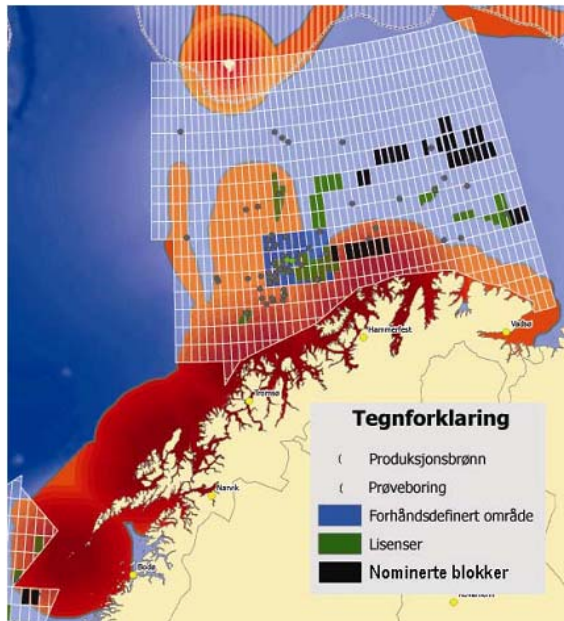 Hammerfest
Vadsø
Tromsø
Narvik
Bodø
Tegnforklaring
Produksjonsbrønn
Prøveboring
Forhåndsdefinert område
Lisenser
Nominerte blokker